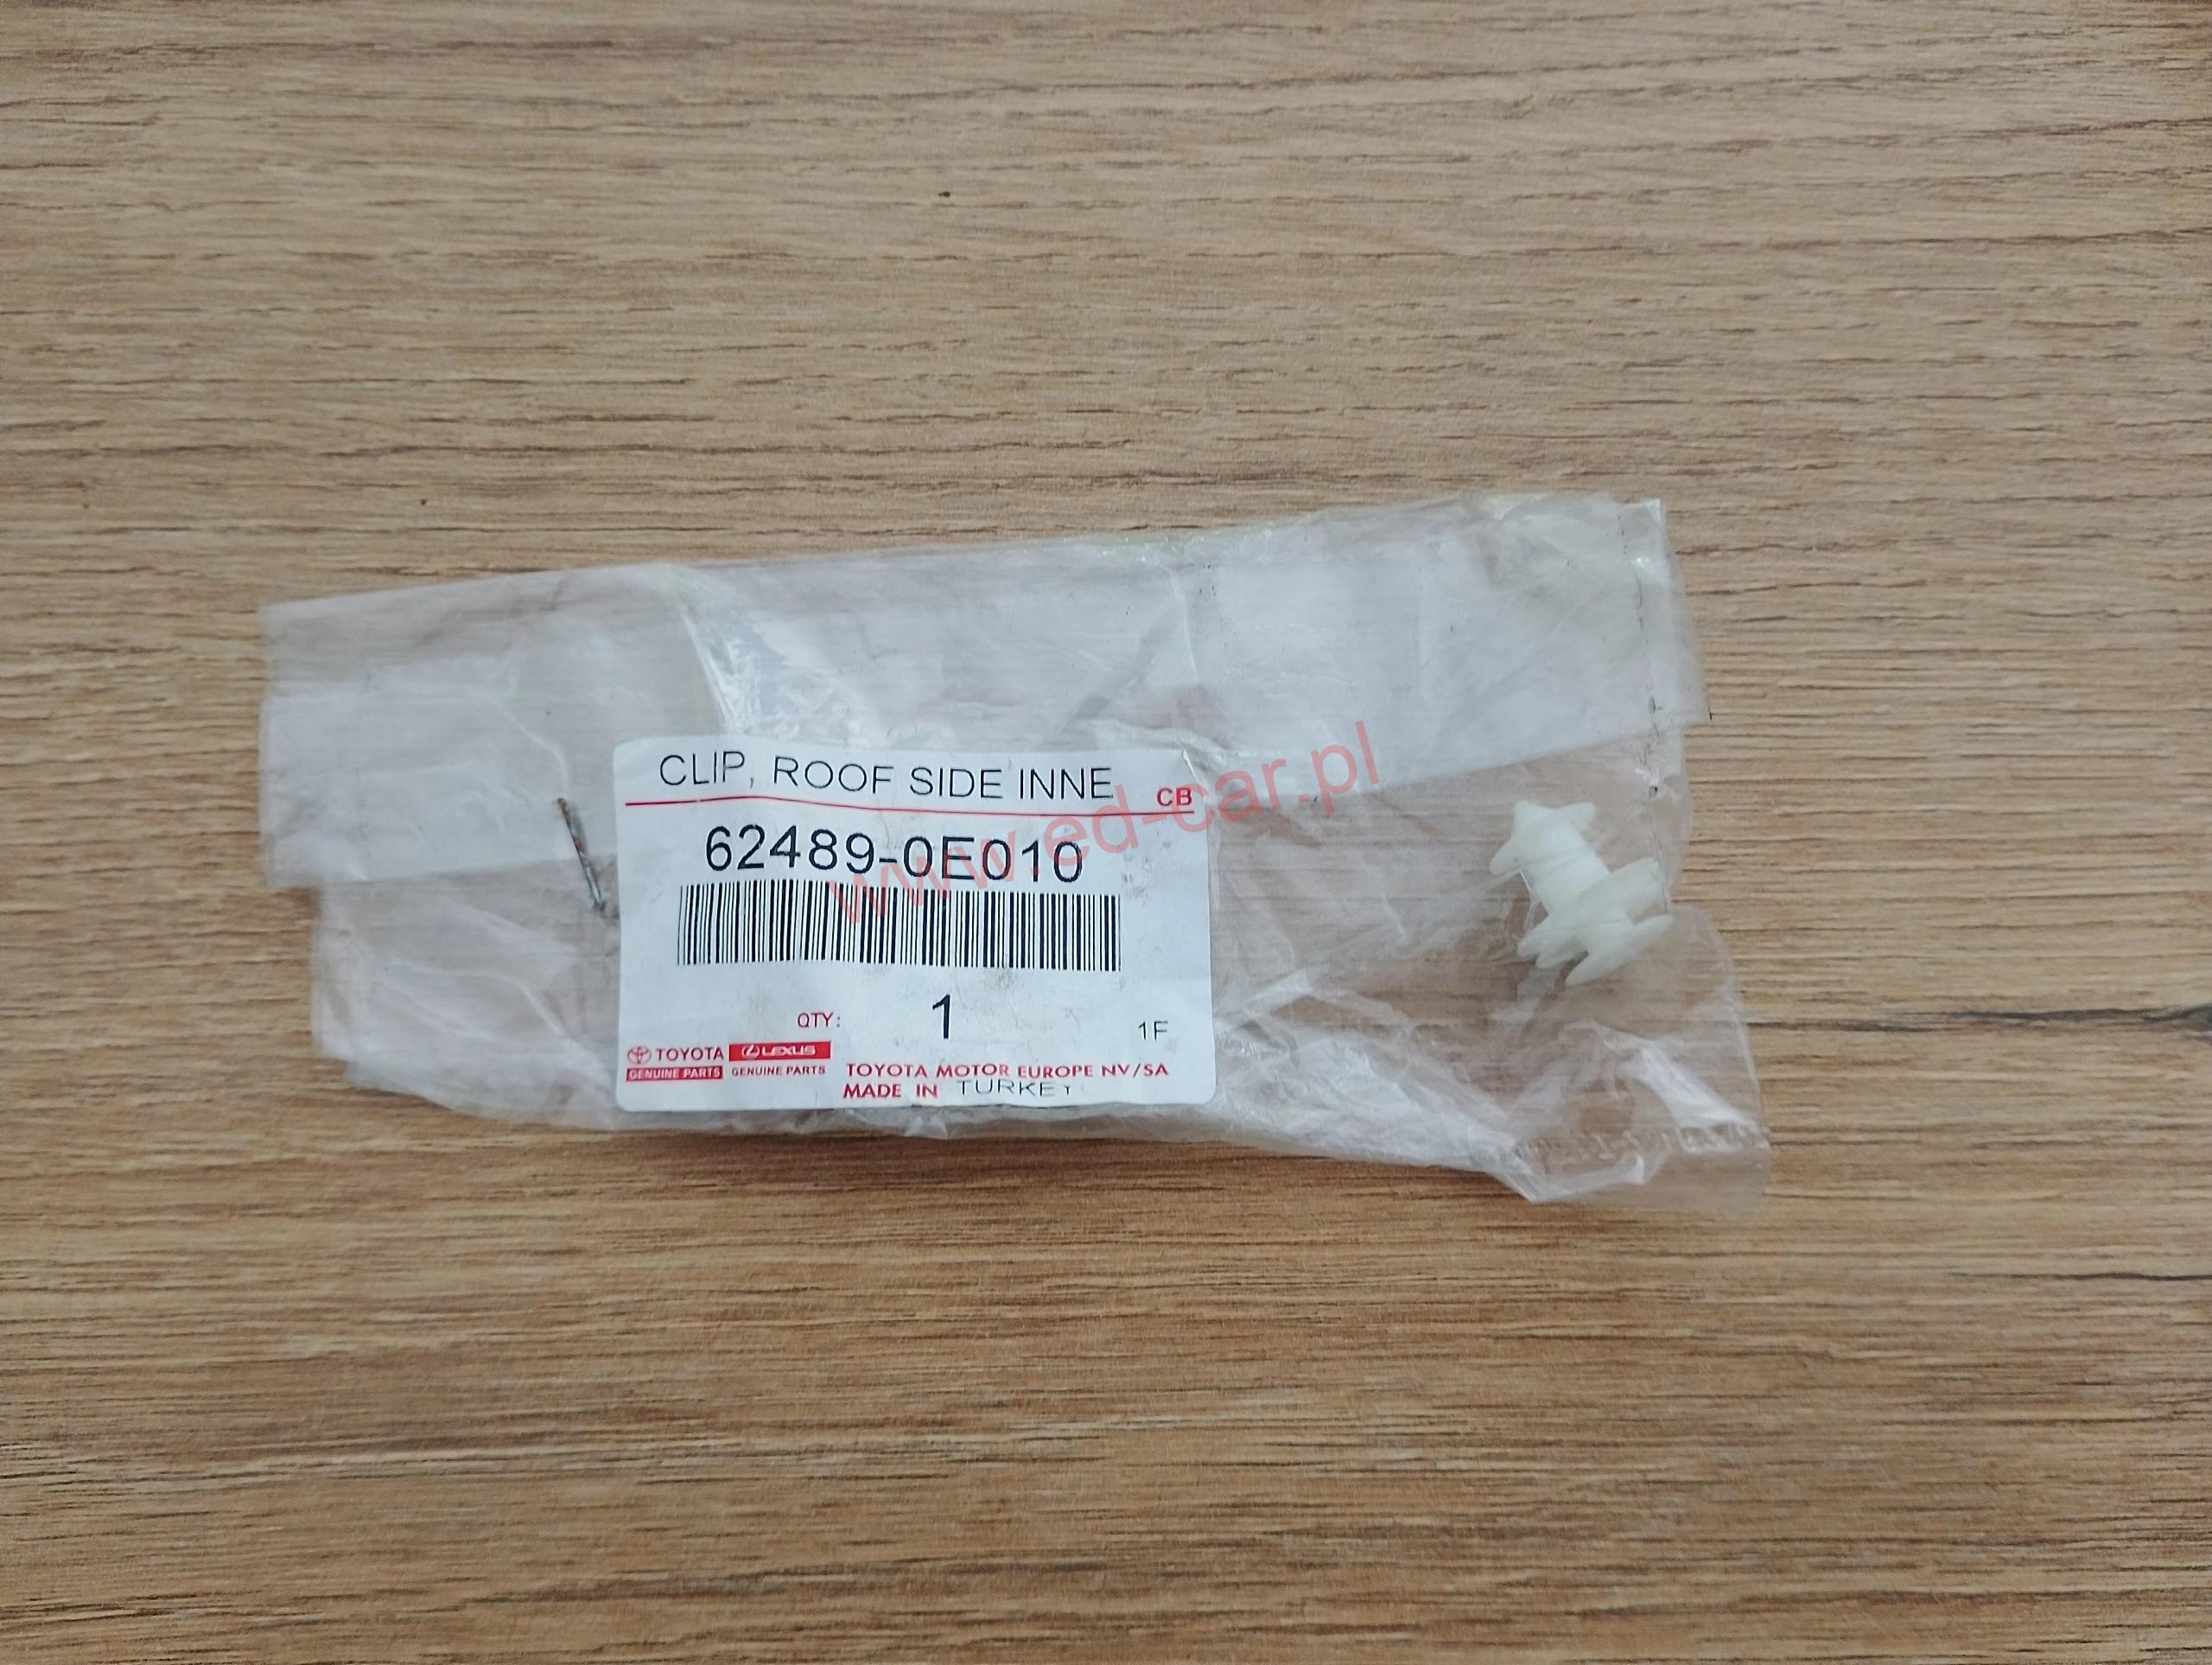 CLIP, ROOF SIDE INNE
CB
62489-0E010
www.ed-car.pl
QTY: 1
1F
TOYOTA LEXUS
GENUINE PARTS GENUINE PARTS
TOYOTA MOTOR EUROPE NV/SA
MADE IN TURKEY